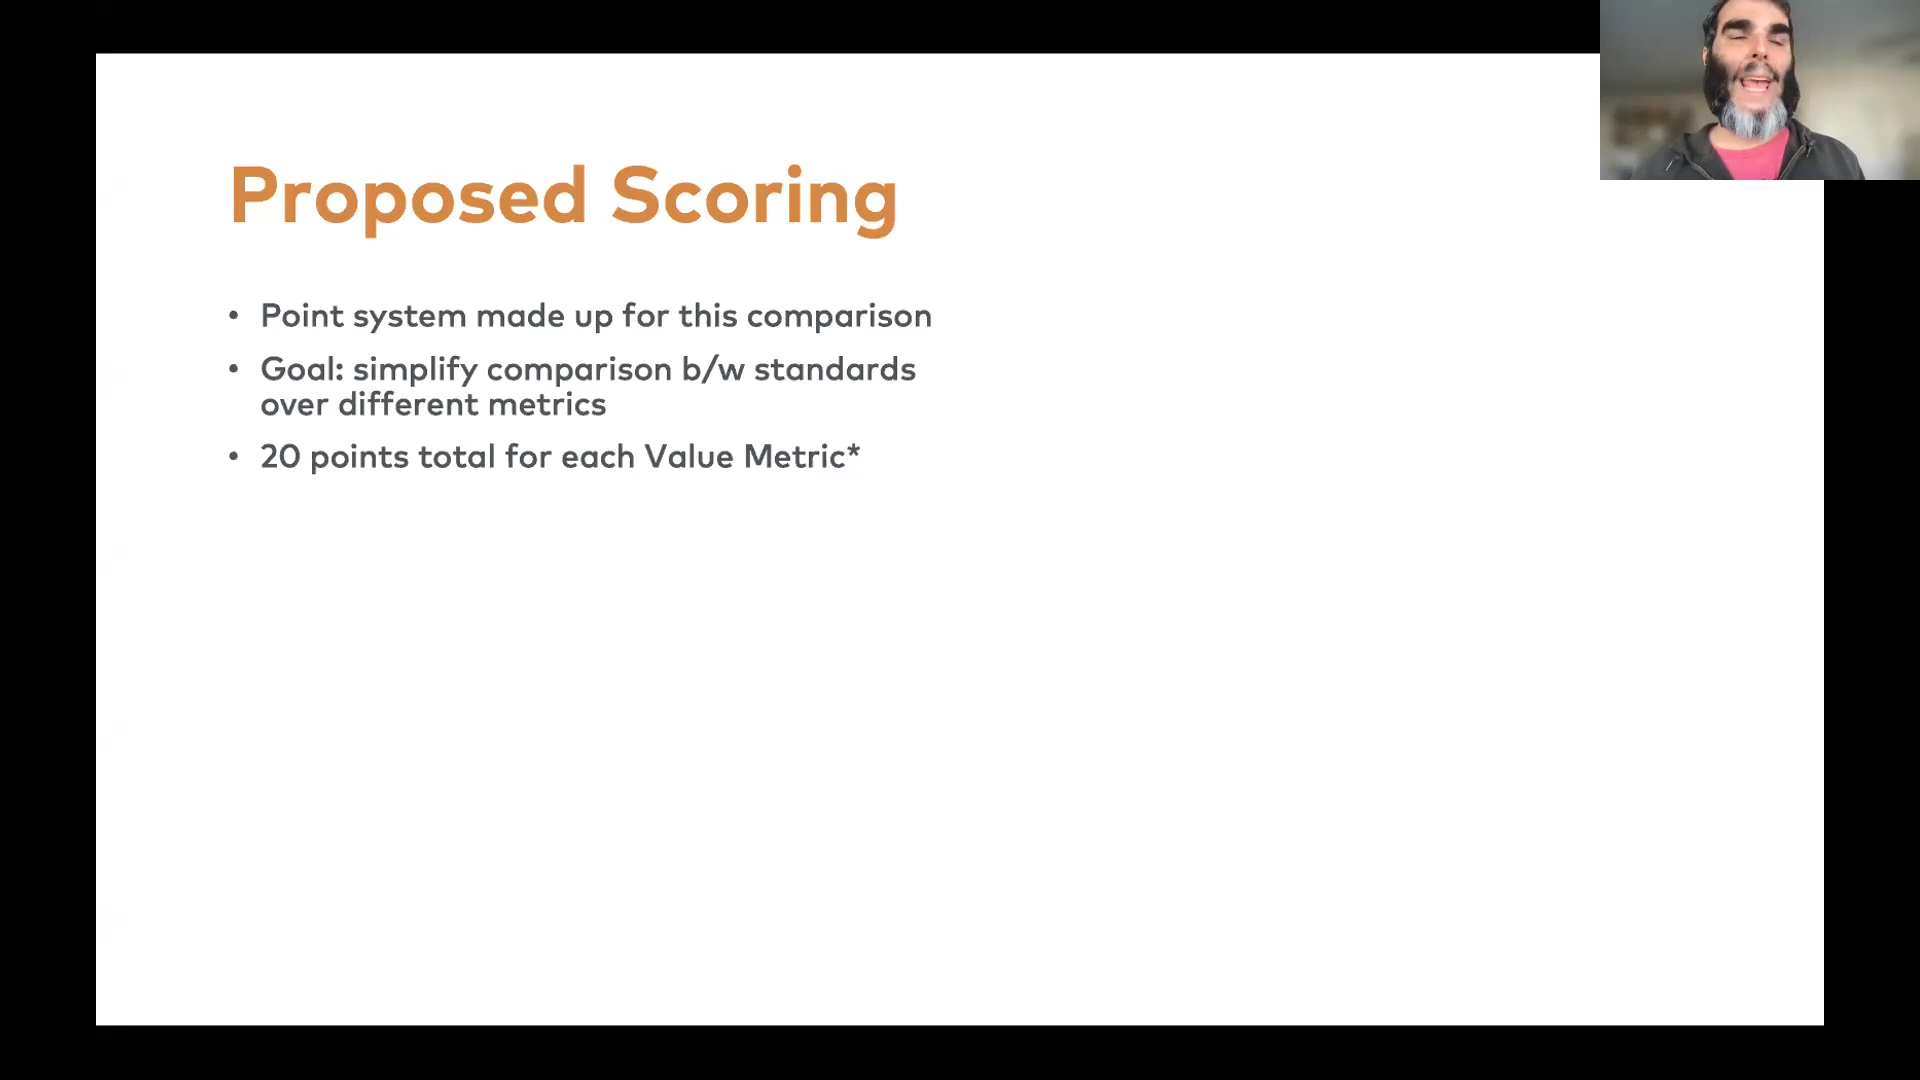 Proposed Scoring
• Point system made up for this comparison
• Goal: simplify comparison b/w standards
over different metrics
• 20 points total for each Value Metric*